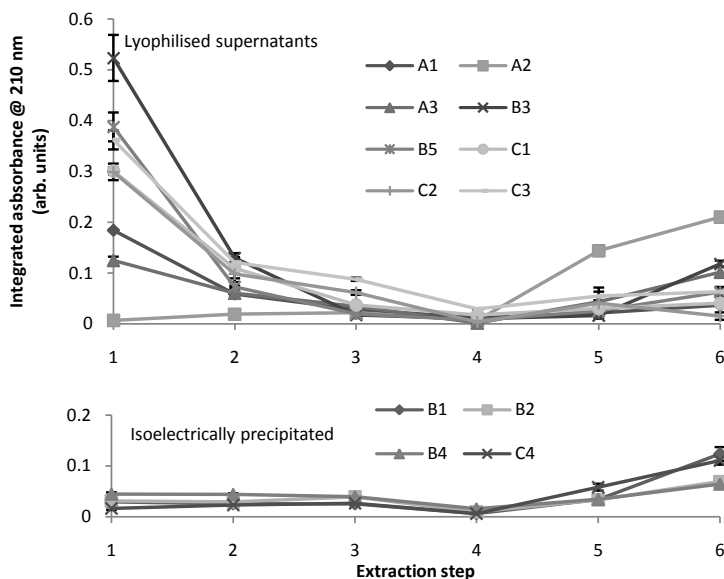 Integrated asbsorbance @ 210 nm
(arb. units)
0.6
0.5
0.4
0.3
0.2
0.1
0
Lyophilised supernatants
A1 A2
A3 B3
B5 C1
C2 C3
1 2 3 4 5 6
0.2
0.1
0
Isoelectrically precipitated
B1 B2
B4 C4
1 2 3 4 5 6
Extraction step